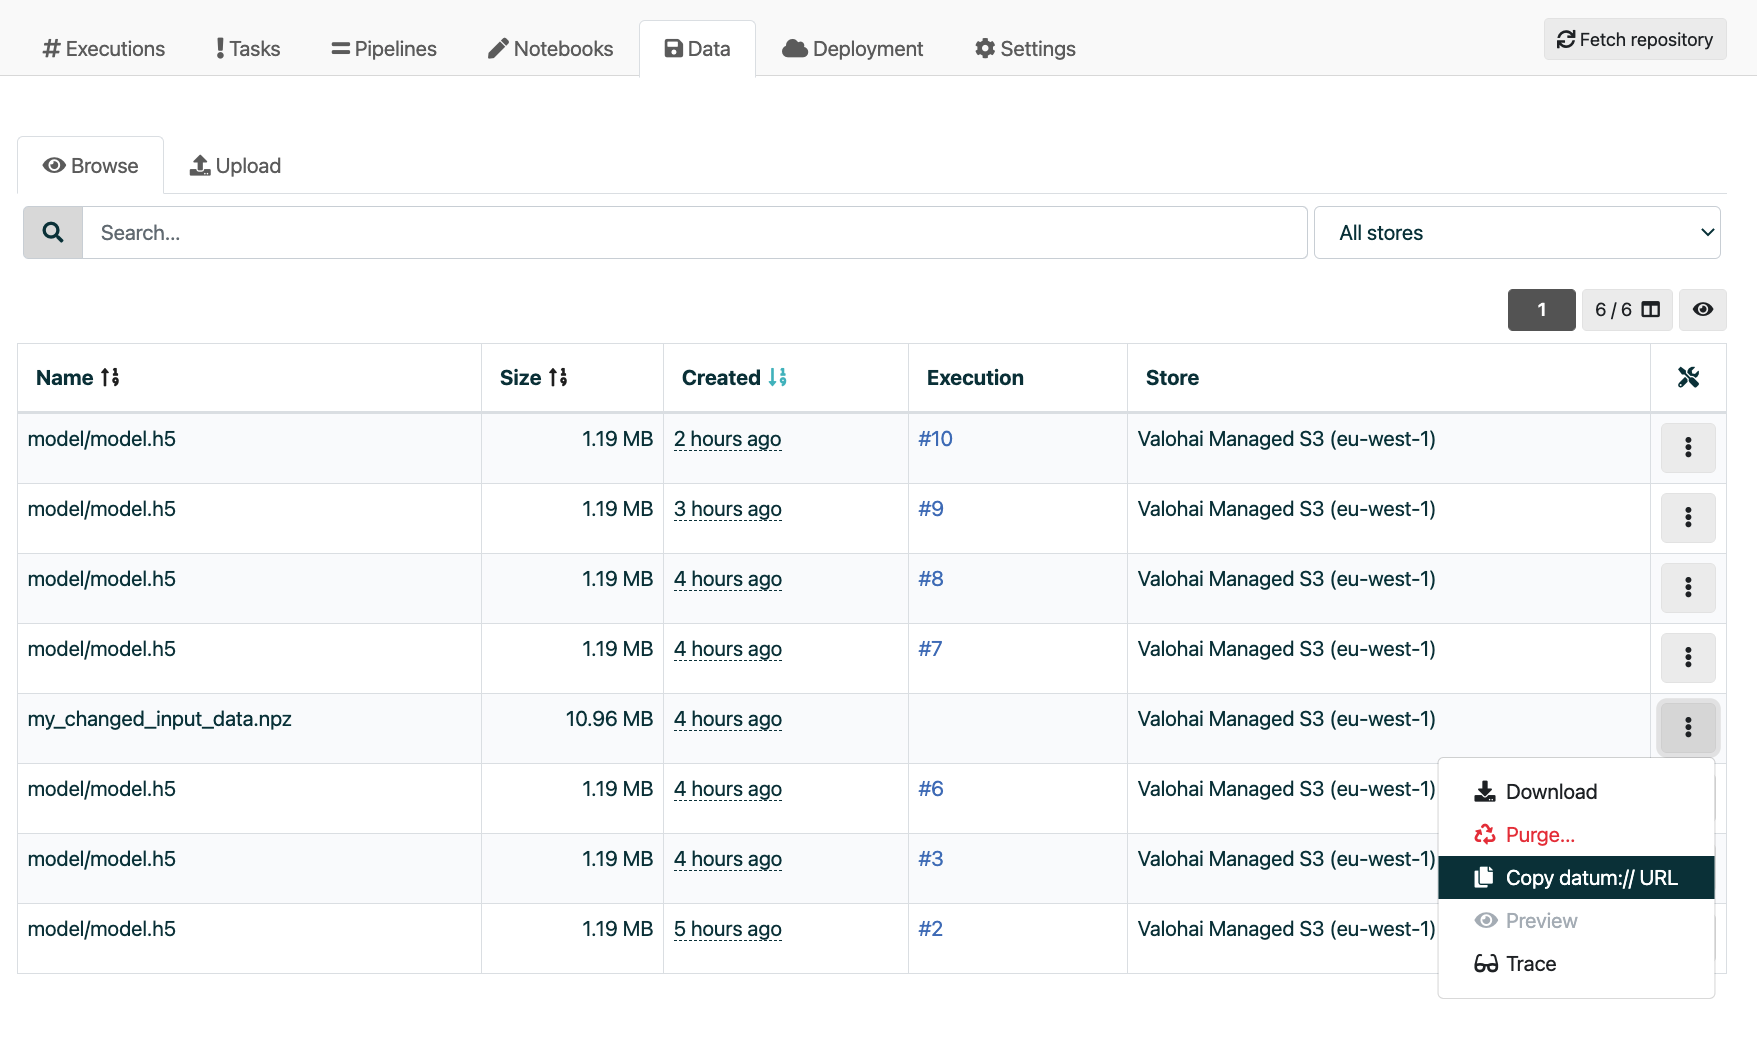 Executions Tasks Pipelines Notebooks Data Deployment Settings Fetch repository
Browse Upload
Search... All stores
1 6 / 6
Name Size Created Execution Store
model/model.h5 1.19 MB 2 hours ago #10 Valohai Managed S3 (eu-west-1)
model/model.h5 1.19 MB 3 hours ago #9 Valohai Managed S3 (eu-west-1)
model/model.h5 1.19 MB 4 hours ago #8 Valohai Managed S3 (eu-west-1)
model/model.h5 1.19 MB 4 hours ago #7 Valohai Managed S3 (eu-west-1)
my_changed_input_data.npz 10.96 MB 4 hours ago Valohai Managed S3 (eu-west-1)
model/model.h5 1.19 MB 4 hours ago #6 Valohai Managed S3 (eu-west-1)
model/model.h5 1.19 MB 4 hours ago #3 Valohai Managed S3 (eu-west-1)
model/model.h5 1.19 MB 5 hours ago #2 Valohai Managed S3 (eu-west-1)
Download
Purge...
Copy datum:// URL
Preview
Trace